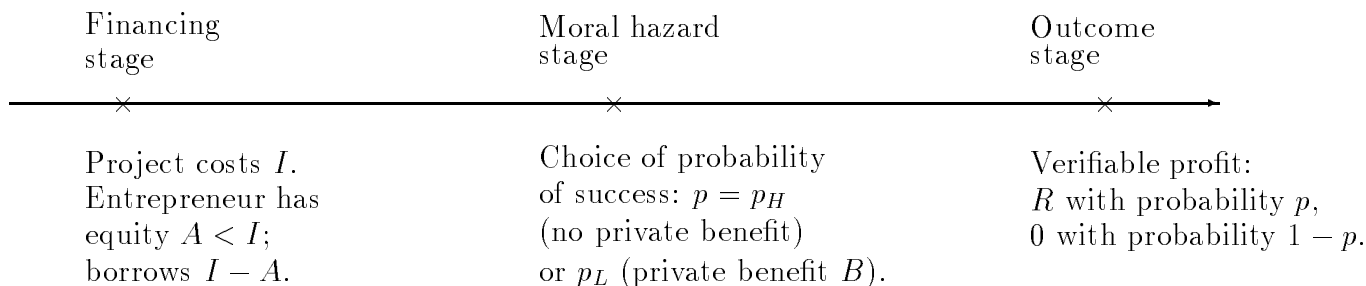 Financing
stage
Moral hazard
stage
Outcome
stage
Project costs I.
Entrepreneur has
equity A < I;
borrows I − A.
Choice of probability
of success: p = p_H
(no private benefit)
or p_L (private benefit B).
Verifiable profit:
R with probability p,
0 with probability 1 − p.